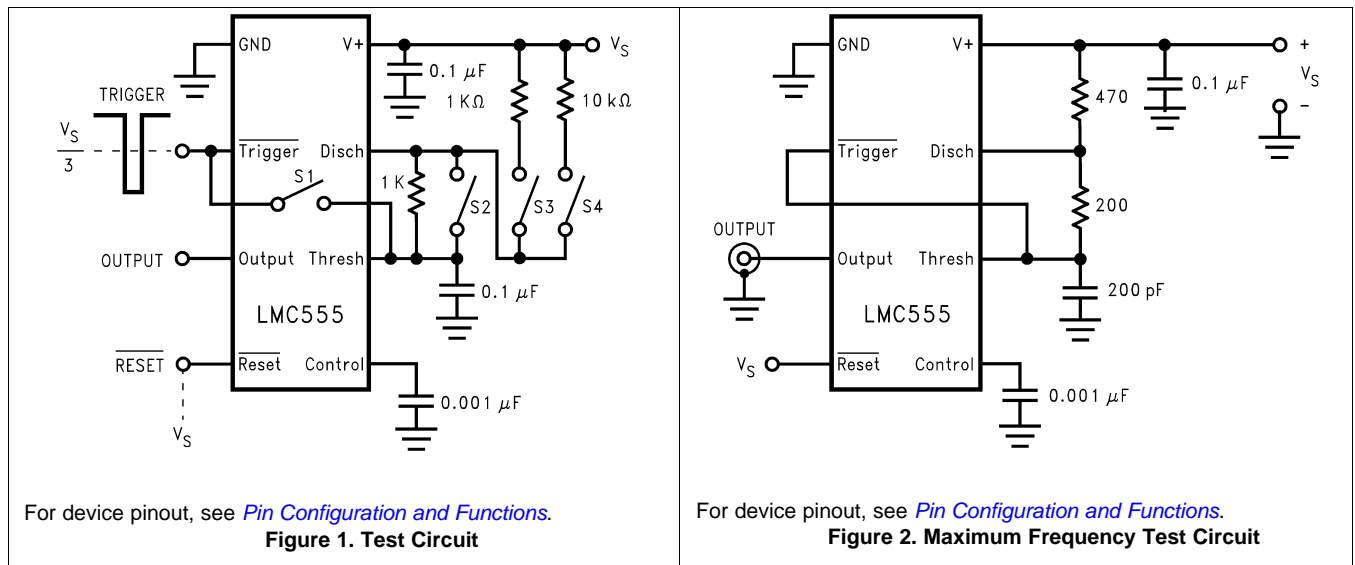 GND
V+
V_S
0.1 µF
1 KΩ
10 kΩ
TRIGGER
V_S
3
Trigger
Disch
S1
1 K
S2
S3
S4
OUTPUT
Output
Thresh
0.1 µF
LMC555
RESET
Reset
Control
0.001 µF
V_S
For device pinout, see Pin Configuration and Functions.
Figure 1. Test Circuit
GND
V+
+
V_S
-
470
0.1 µF
Trigger
Disch
200
OUTPUT
Output
Thresh
200 pF
LMC555
V_S
Reset
Control
0.001 µF
For device pinout, see Pin Configuration and Functions.
Figure 2. Maximum Frequency Test Circuit